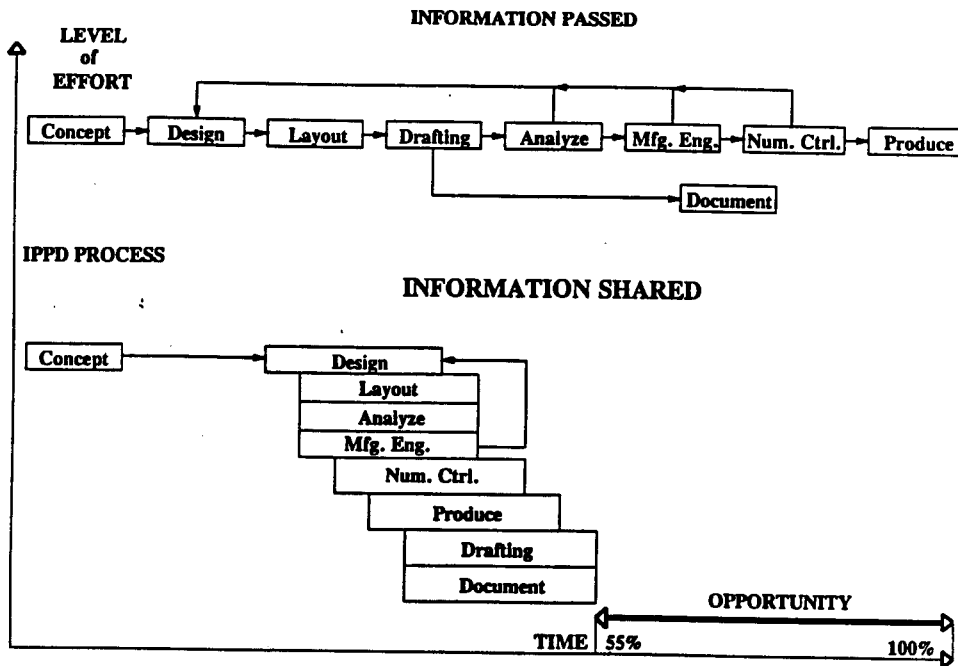 INFORMATION PASSED
LEVEL
of
EFFORT
Concept
Design
Layout
Drafting
Analyze
Mfg. Eng.
Num. Ctrl.
Produce
Document
IPPD PROCESS
INFORMATION SHARED
Concept
Design
Layout
Analyze
Mfg. Eng.
Num. Ctrl.
Produce
Drafting
Document
OPPORTUNITY
TIME
55%
100%